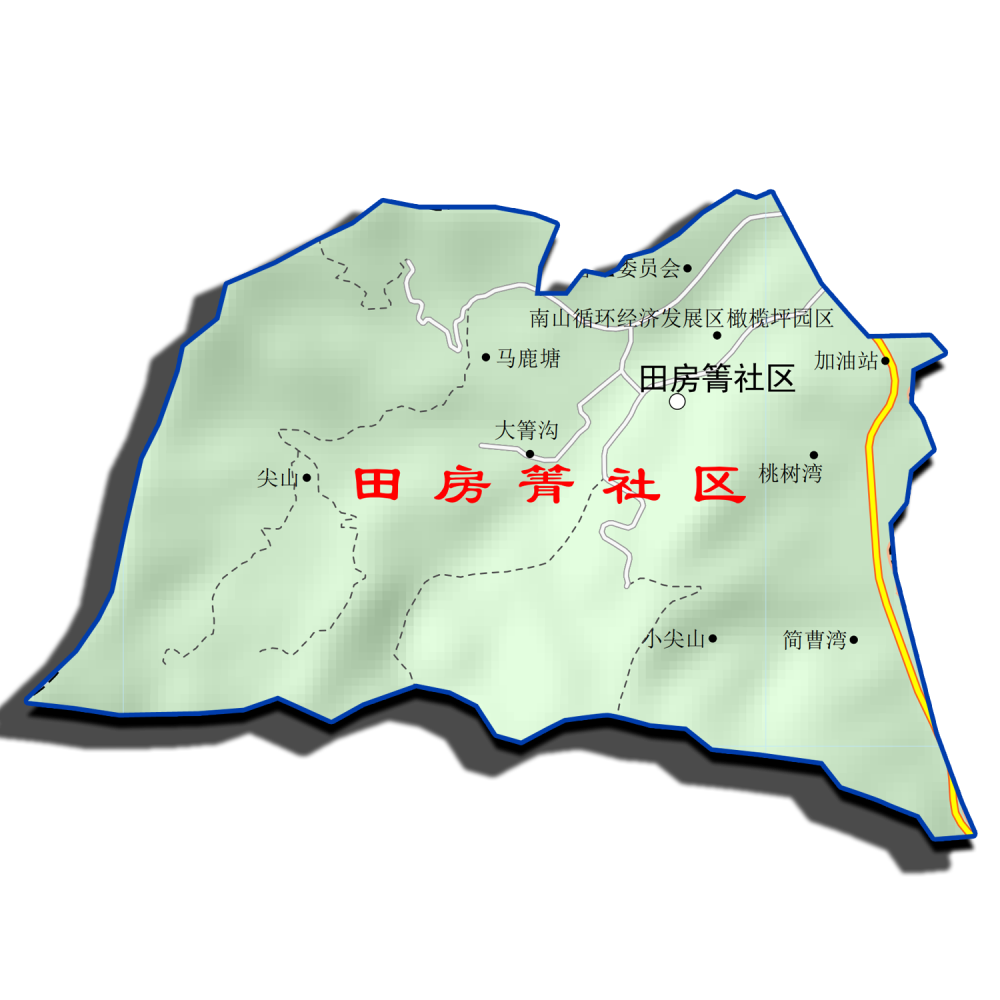 委员会
南山循环经济发展区橄榄坪园区
马鹿塘
加油站
田房箐社区
大箐沟
桃树湾
尖山
田房箐社区
小尖山
简曹湾